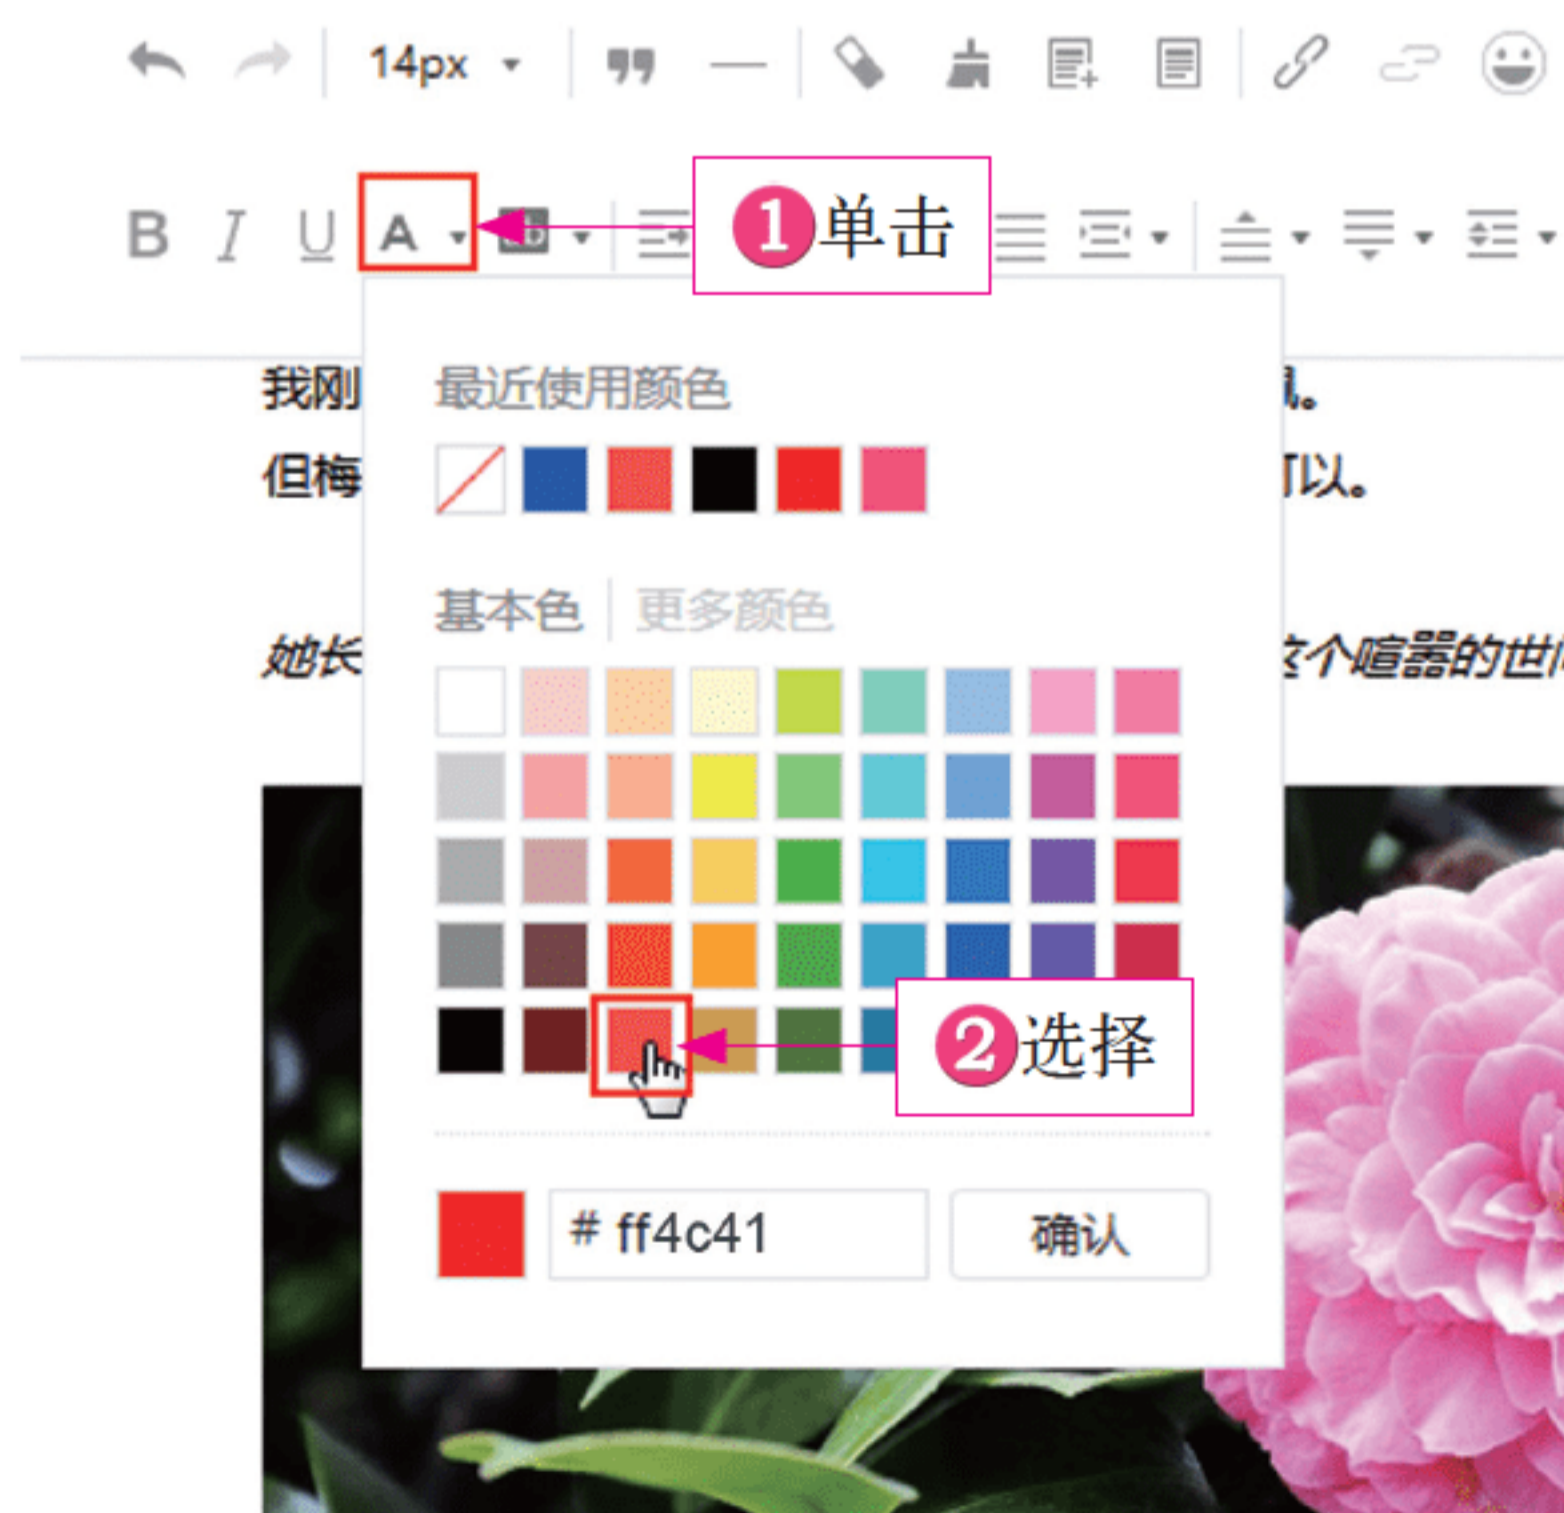 14px
B I U A
1 单击
我刚
最近使用颜色
但梅
可以。
基本色 更多颜色
她长
这个喧嚣的世
2 选择
# ff4c41 确认